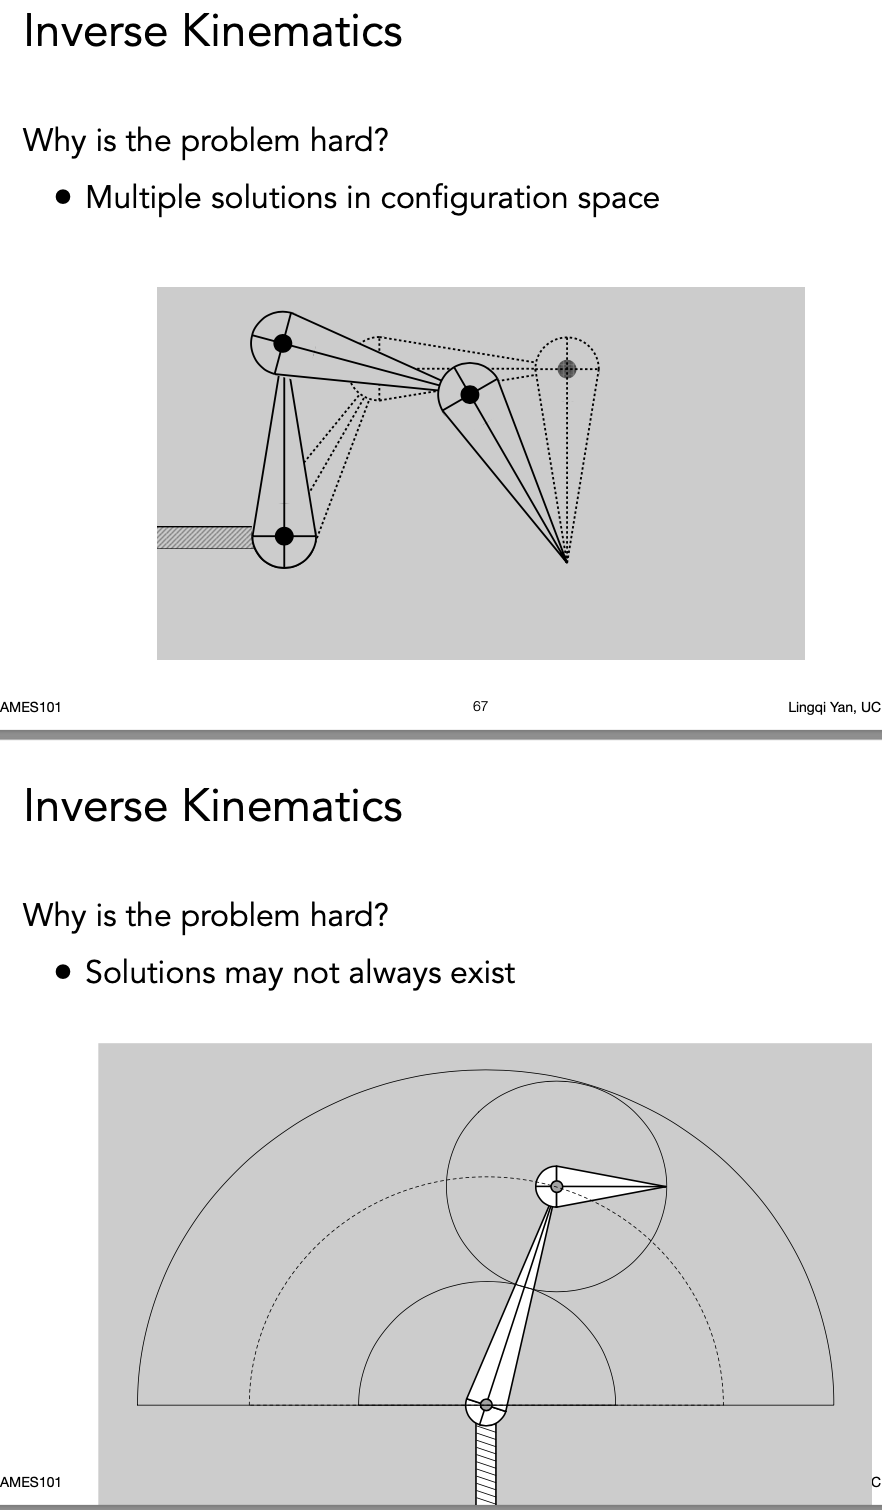 Inverse Kinematics
Why is the problem hard?
• Multiple solutions in configuration space
AMES101 67 Lingqi Yan, UC
Inverse Kinematics
Why is the problem hard?
• Solutions may not always exist
AMES101 C